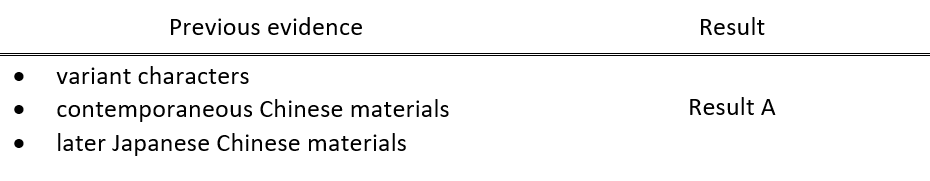 Previous evidence Result
• variant characters
• contemporaneous Chinese materials Result A
• later Japanese Chinese materials